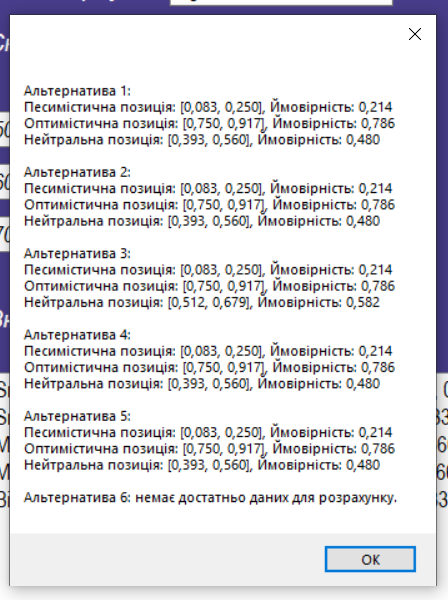 Альтернатива 1:
Песимістична позиція: [0,083, 0,250], Ймовірність: 0,214
Оптимістична позиція: [0,750, 0,917], Ймовірність: 0,786
Нейтральна позиція: [0,393, 0,560], Ймовірність: 0,480
Альтернатива 2:
Песимістична позиція: [0,083, 0,250], Ймовірність: 0,214
Оптимістична позиція: [0,750, 0,917], Ймовірність: 0,786
Нейтральна позиція: [0,393, 0,560], Ймовірність: 0,480
Альтернатива 3:
Песимістична позиція: [0,083, 0,250], Ймовірність: 0,214
Оптимістична позиція: [0,750, 0,917], Ймовірність: 0,786
Нейтральна позиція: [0,512, 0,679], Ймовірність: 0,582
Альтернатива 4:
Песимістична позиція: [0,083, 0,250], Ймовірність: 0,214
Оптимістична позиція: [0,750, 0,917], Ймовірність: 0,786
Нейтральна позиція: [0,393, 0,560], Ймовірність: 0,480
Альтернатива 5:
Песимістична позиція: [0,083, 0,250], Ймовірність: 0,214
Оптимістична позиція: [0,750, 0,917], Ймовірність: 0,786
Нейтральна позиція: [0,393, 0,560], Ймовірність: 0,480
Альтернатива 6: немає достатньо даних для розрахунку.
ОК